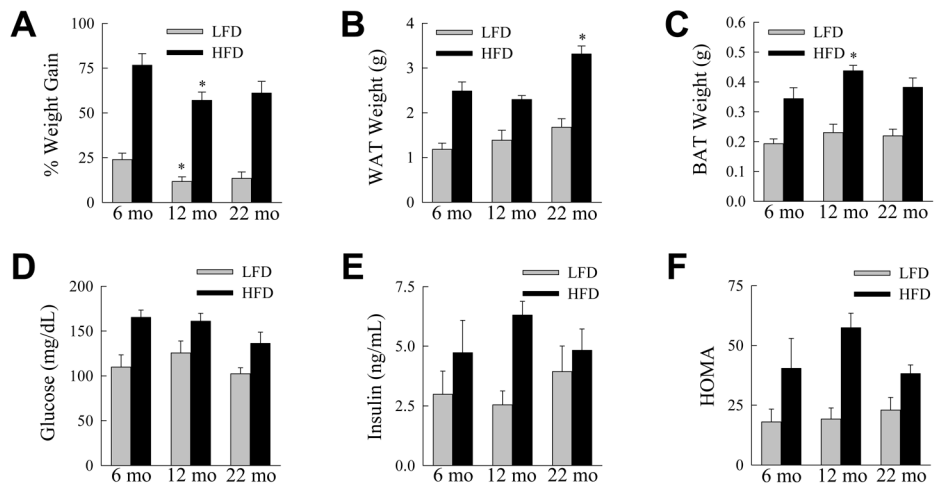 A
% Weight Gain
100
75
50
25
0
LFD
HFD
*
*
6 mo
12 mo
22 mo
B
WAT Weight (g)
4
3
2
1
0
LFD
HFD
*
6 mo
12 mo
22 mo
C
BAT Weight (g)
0.6
0.5
0.4
0.3
0.2
0.1
0.0
LFD
HFD
*
6 mo
12 mo
22 mo
D
Glucose (mg/dL)
200
150
100
50
0
LFD
HFD
6 mo
12 mo
22 mo
E
Insulin (ng/mL)
7.5
5.0
2.5
0.0
LFD
HFD
6 mo
12 mo
22 mo
F
HOMA
75
50
25
0
LFD
HFD
6 mo
12 mo
22 mo